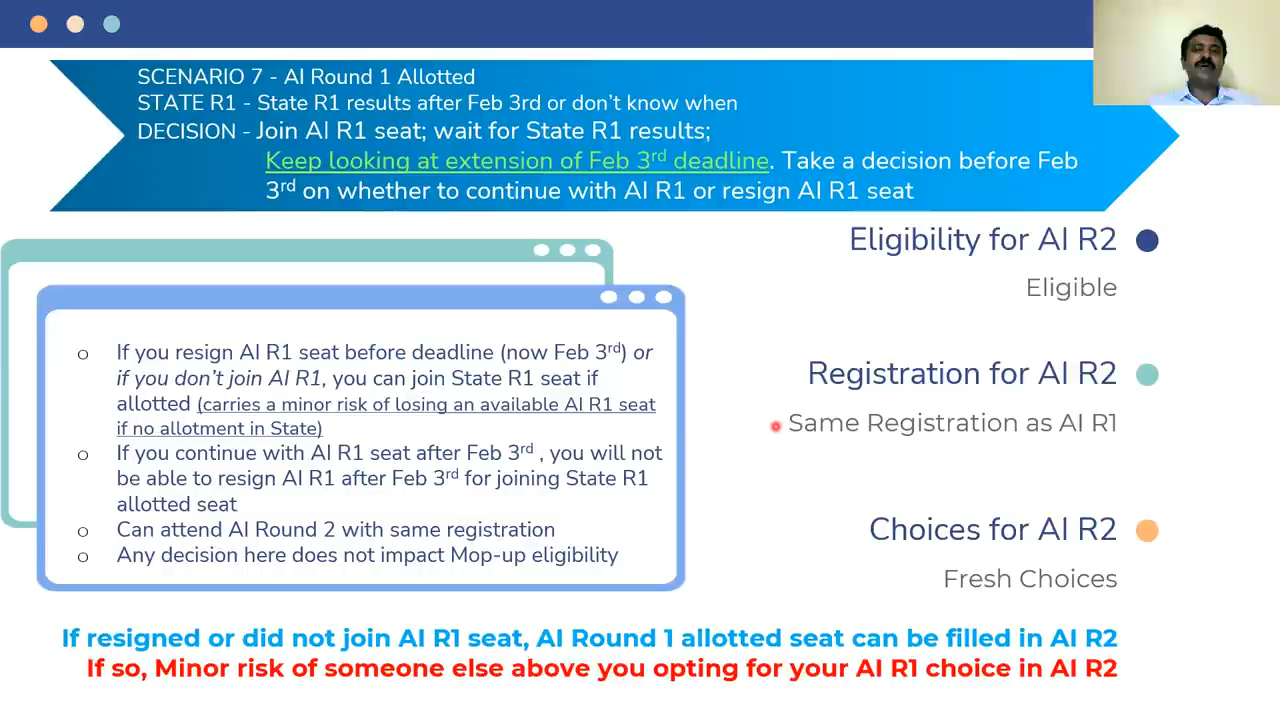 SCENARIO 7 - AI Round 1 Allotted
STATE R1 - State R1 results after Feb 3rd or don’t know when
DECISION - Join AI R1 seat; wait for State R1 results;
Keep looking at extension of Feb 3rd deadline. Take a decision before Feb
3rd on whether to continue with AI R1 or resign AI R1 seat
o If you resign AI R1 seat before deadline (now Feb 3rd) or
if you don’t join AI R1, you can join State R1 seat if
allotted (carries a minor risk of losing an available AI R1 seat
if no allotment in State)
o If you continue with AI R1 seat after Feb 3rd , you will not
be able to resign AI R1 after Feb 3rd for joining State R1
allotted seat
o Can attend AI Round 2 with same registration
o Any decision here does not impact Mop-up eligibility
Eligibility for AI R2
Eligible
Registration for AI R2
Same Registration as AI R1
Choices for AI R2
Fresh Choices
If resigned or did not join AI R1 seat, AI Round 1 allotted seat can be filled in AI R2
If so, Minor risk of someone else above you opting for your AI R1 choice in AI R2